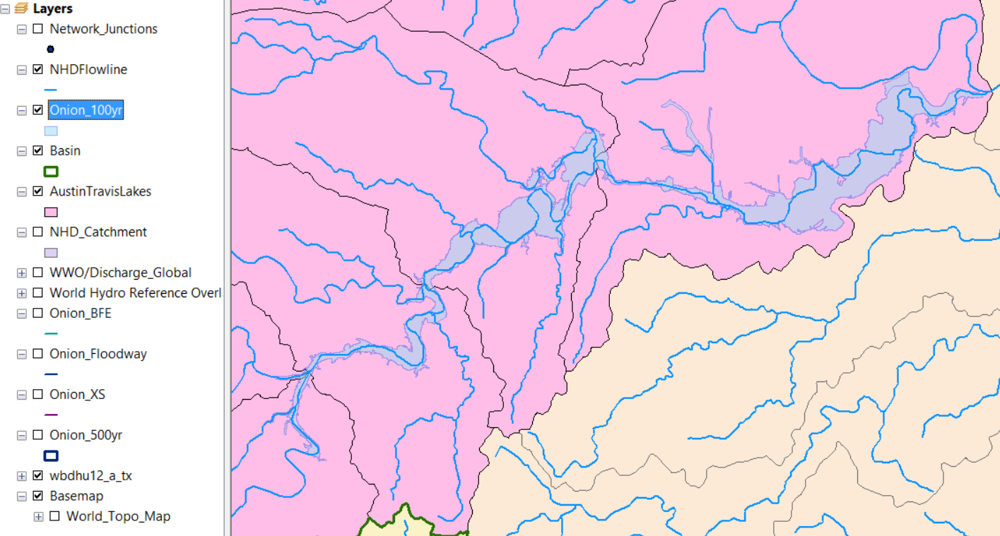 Layers
Network_Junctions
NHDFlowline
Onion_100yr
Basin
AustinTravisLakes
NHD_Catchment
WWO/Discharge_Global
World Hydro Reference Overl
Onion_BFE
Onion_Floodway
Onion_XS
Onion_500yr
wbdhu12_a_tx
Basemap
World_Topo_Map